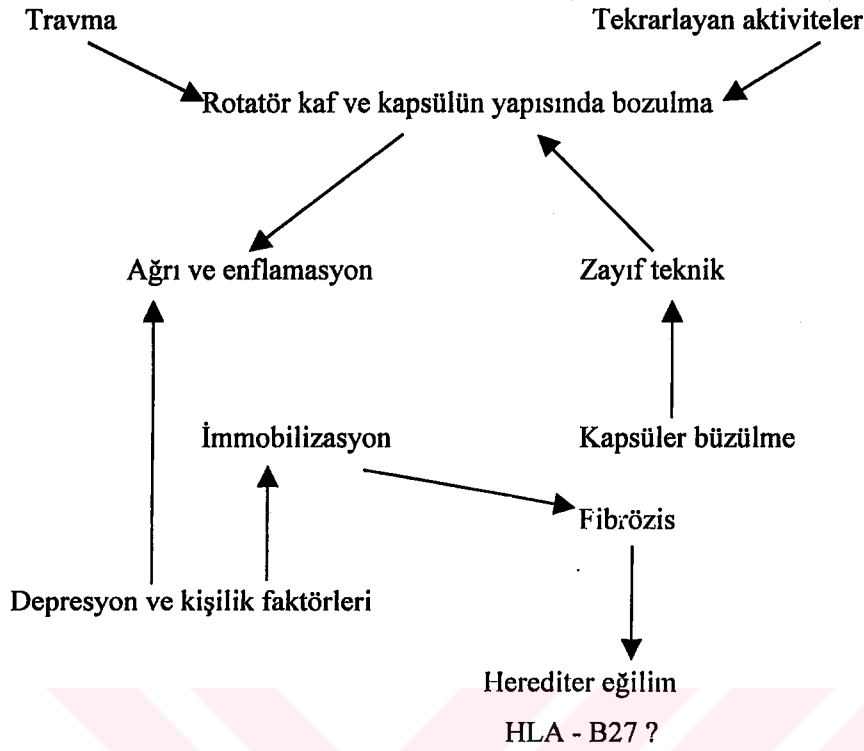 Travma
Tekrarlayan aktiviteler
Rotatör kaf ve kapsülün yapısında bozulma
Ağrı ve enflamasyon
Zayıf teknik
İmmobilizasyon
Kapsüler büzülme
Fibrözis
Depresyon ve kişilik faktörleri
Herediter eğilim
HLA - B27 ?